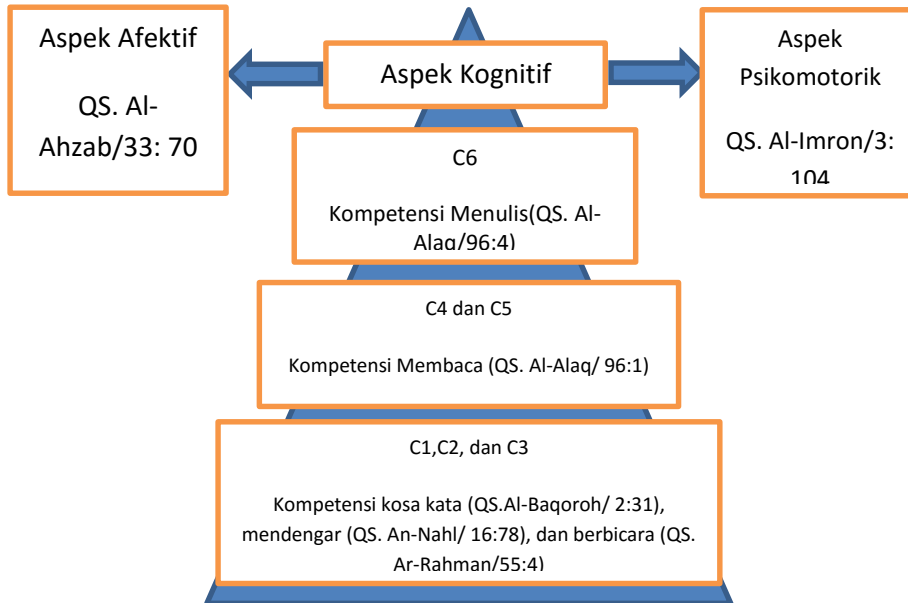 Aspek Afektif
QS. Al-
Ahzab/33: 70
Aspek Kognitif
Aspek
Psikomotorik
QS. Al-Imron/3:
104
C6
Kompetensi Menulis(QS. Al-
Alaq/96:4)
C4 dan C5
Kompetensi Membaca (QS. Al-Alaq/ 96:1)
C1,C2, dan C3
Kompetensi kosa kata (QS.Al-Baqoroh/ 2:31),
mendengar (QS. An-Nahl/ 16:78), dan berbicara (QS.
Ar-Rahman/55:4)